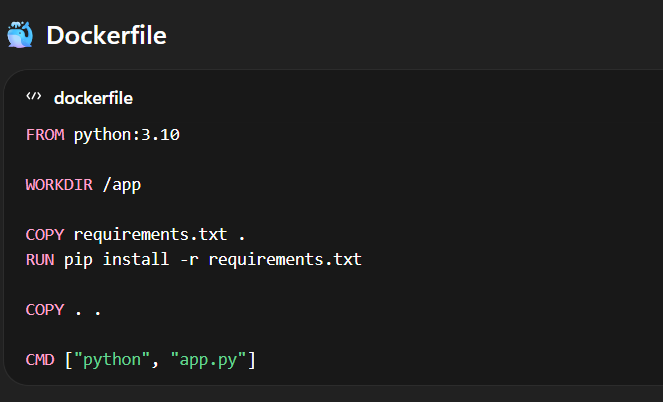 Dockerfile
dockerfile
FROM python:3.10
WORKDIR /app
COPY requirements.txt .
RUN pip install -r requirements.txt
COPY . .
CMD ["python", "app.py"]